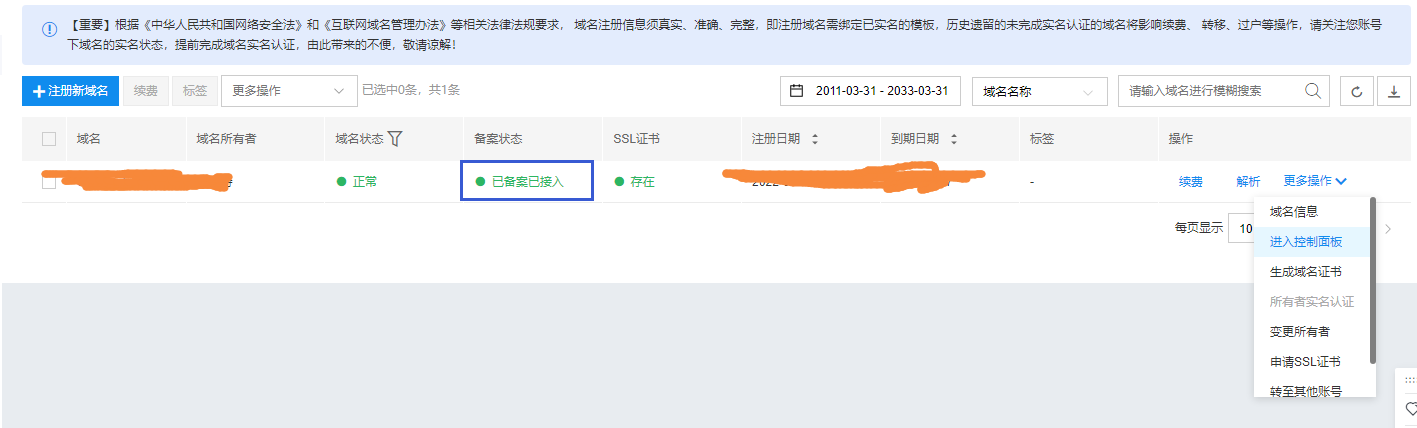 【重要】根据《中华人民共和国网络安全法》和《互联网域名管理办法》等相关法律法规要求， 域名注册信息须真实、准确、完整，即注册域名需绑定已实名的模板，历史遗留的未完成实名认证的域名将影响续费、 转移、过户等操作，请关注您账号
下域名的实名状态，提前完成域名实名认证，由此带来的不便，敬请谅解！
注册新域名 续费 标签 更多操作 已选中0条，共1条 2011-03-31 - 2033-03-31 域名名称 请输入域名进行模糊搜索
域名 域名所有者 域名状态 备案状态 SSL证书 注册日期 到期日期 标签 操作
正常 已备案已接入 存在 - 续费 解析 更多操作
域名信息
每页显示 10
进入控制面板
生成域名证书
所有者实名认证
变更所有者
申请SSL证书
转至其他账号